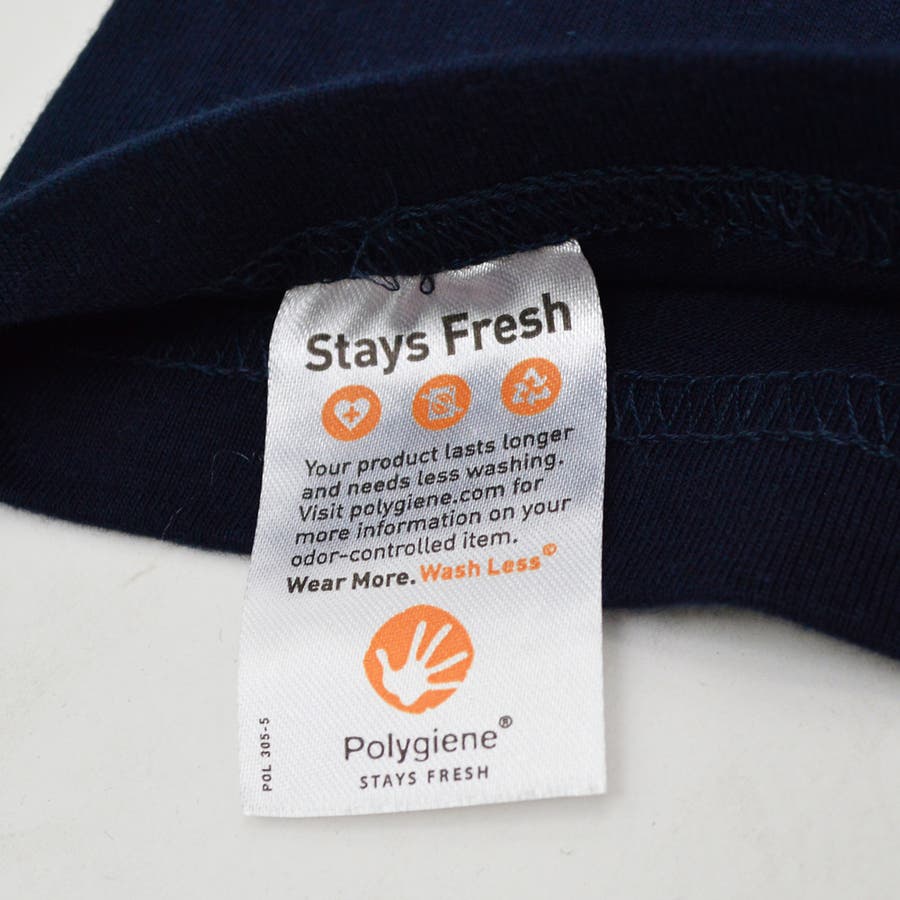 Stays Fresh
Your product lasts longer
and needs less washing.
Visit polygiene.com for
more information on your
odor-controlled item.
Wear More. Wash Less©
Polygiene®
STAYS FRESH
POL 305-5